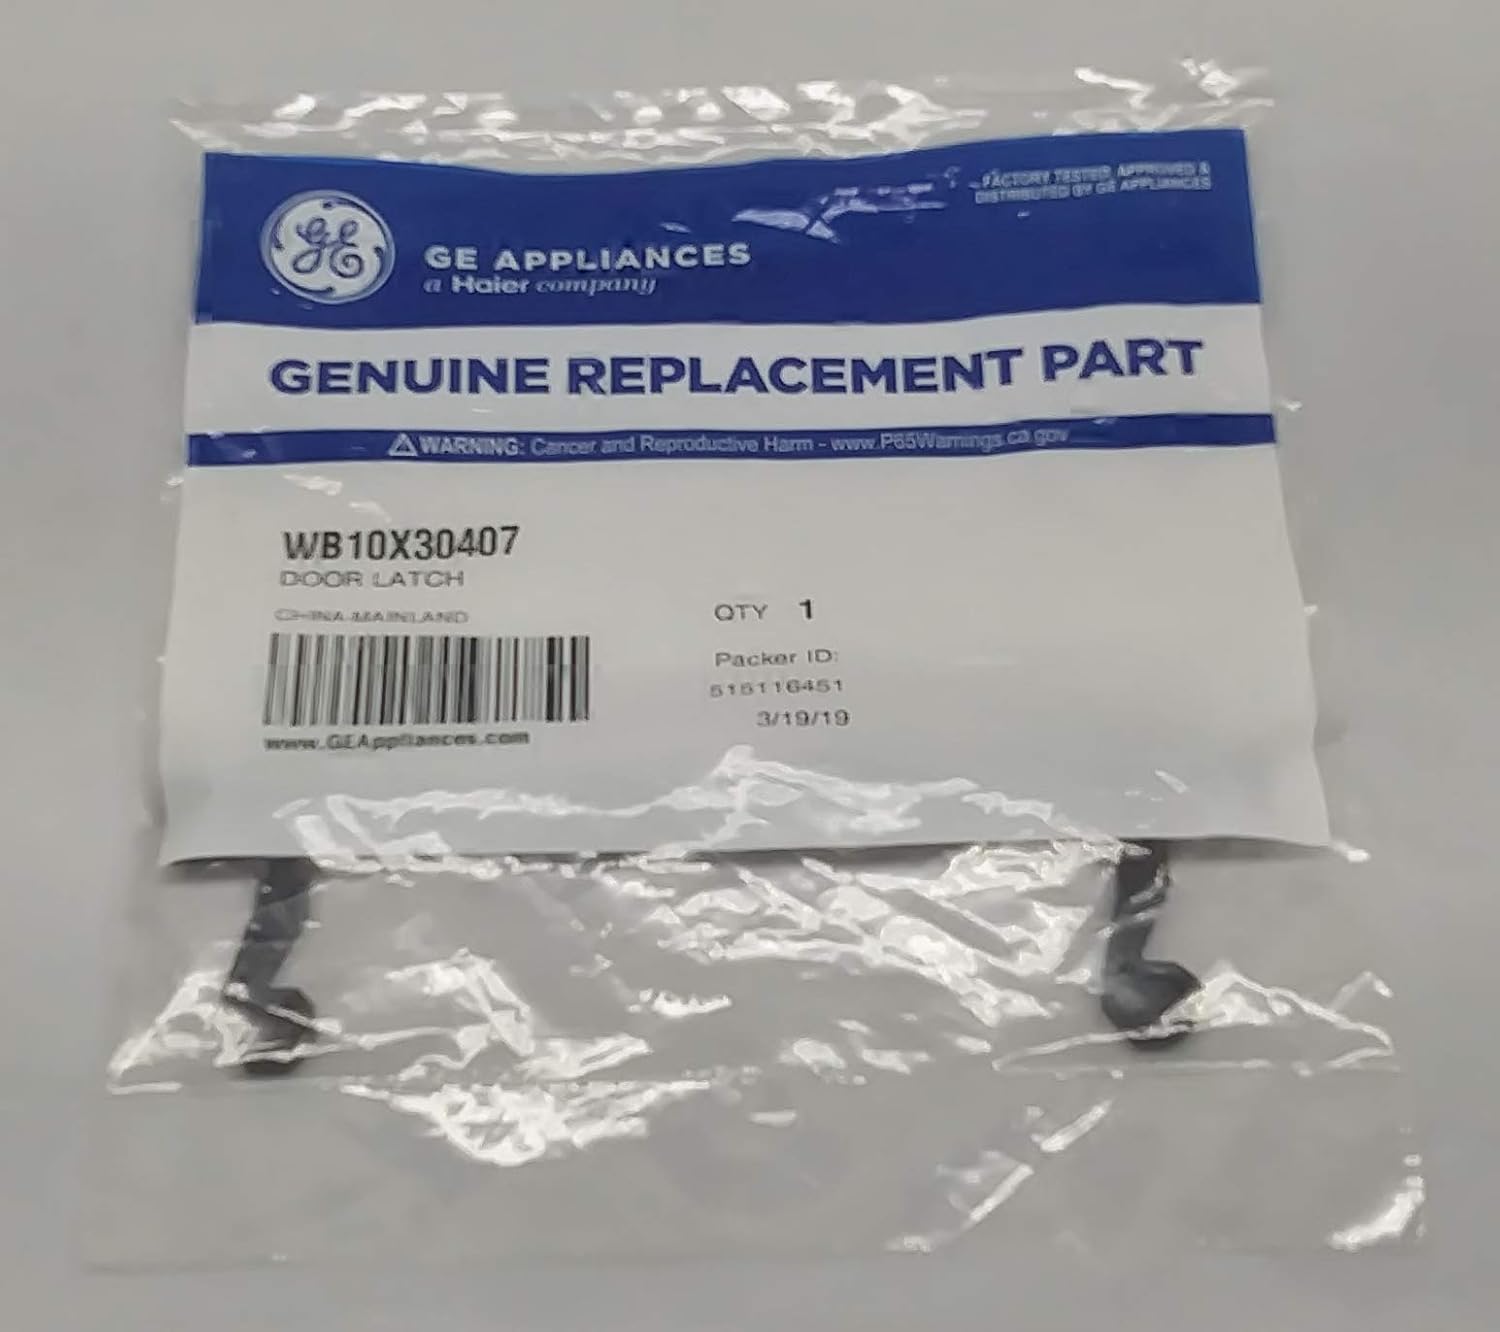 FACTORY TESTED, APPROVED &
DISTRIBUTED BY GE APPLIANCES
GE
GE APPLIANCES
a Haier company
GENUINE REPLACEMENT PART
WARNING: Cancer and Reproductive Harm - www.P65Warnings.ca.gov
WB10X30407
DOOR LATCH
CHINA-MAINLAND
www.GEAppliances.com
QTY 1
Packer ID:
515116451
3/19/19